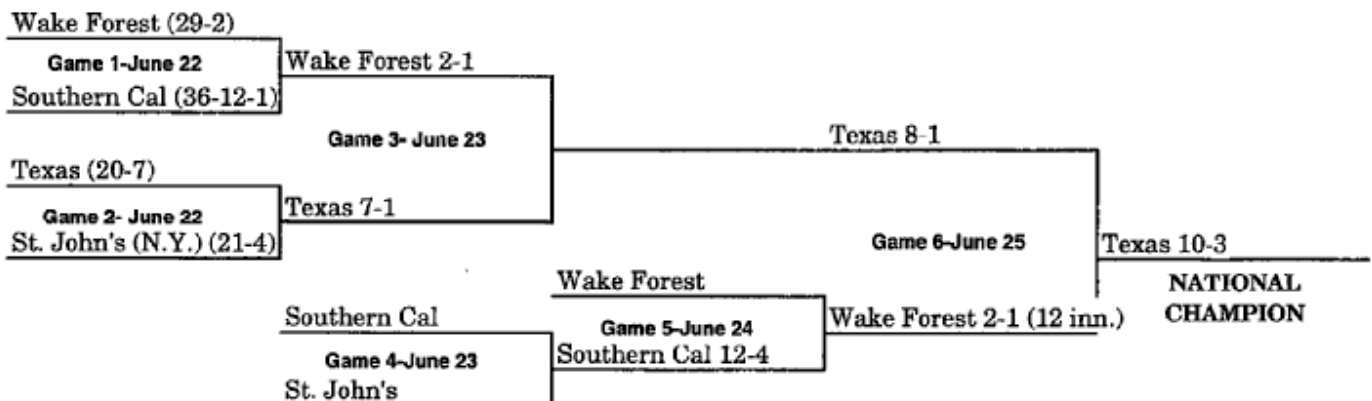 Wake Forest (29-2)
Game 1-June 22
Southern Cal (36-12-1)
Wake Forest 2-1
Game 3- June 23
Texas (20-7)
Game 2- June 22
St. John's (N.Y.) (21-4)
Texas 7-1
Texas 8-1
Game 6-June 25
Texas 10-3
NATIONAL
CHAMPION
Wake Forest
Game 5-June 24
Southern Cal 12-4
Wake Forest 2-1 (12 inn.)
Southern Cal
Game 4-June 23
St. John's